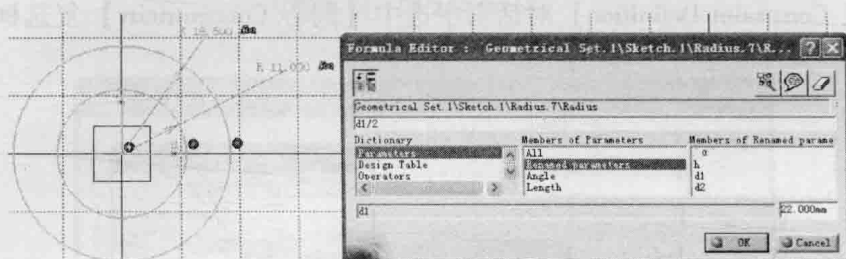 R 18.500
R 11.000
Formula Editor : Geometrical Set.1\Sketch.1\Radius.7\R...
Geometrical Set.1\Sketch.1\Radius.7\Radius
d1/2
Dictionary
Members of Parameters
Members of Renamed parame
Parameters
Design Table
Operators
All
Renamed parameters
Angle
Length
α
h
d1
d2
d1
22.000mm
OK
Cancel